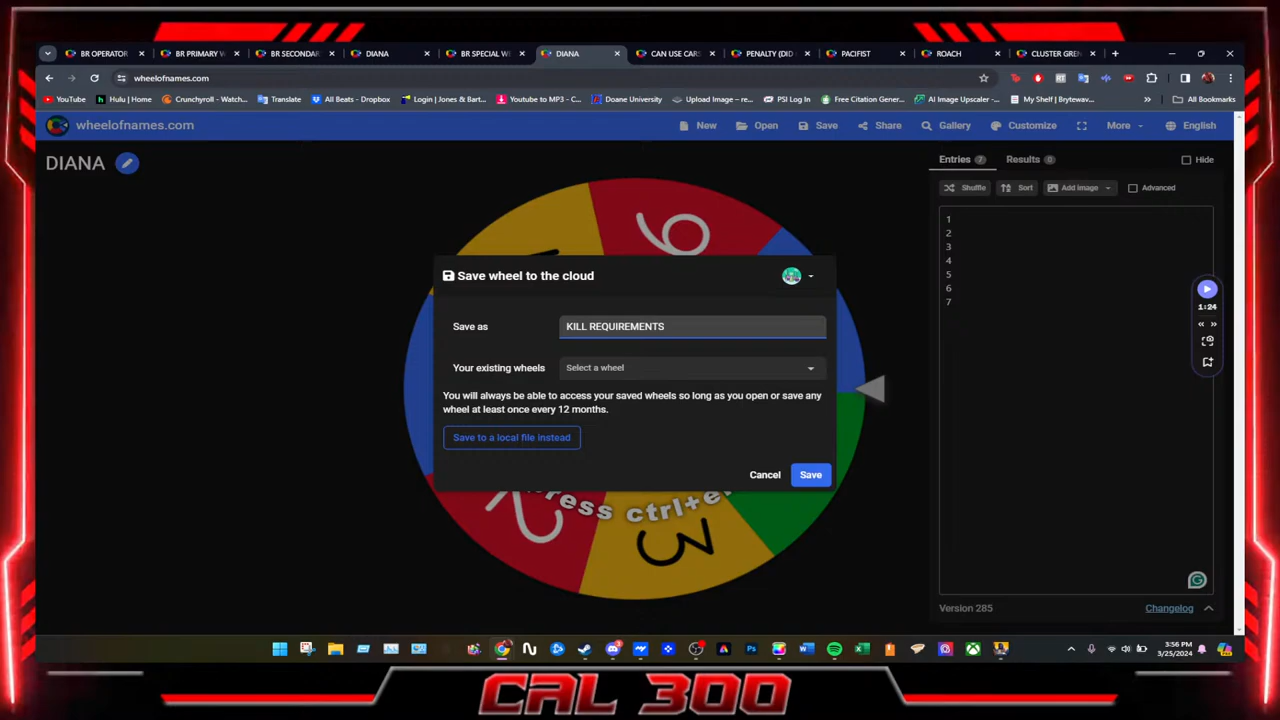 BR OPERATOR
BR PRIMARY W
BR SECONDAR
DIANA
BR SPECIAL W
DIANA
CAN USE CARS
PENALTY (DID
PACIFIST
ROACH
CLUSTER GREN
wheelofnames.com
YouTube
Hulu | Home
Crunchyroll - Watch...
Translate
All Beats - Dropbox
Login | Jones & Bart...
Youtube to MP3 - C...
Doane University
Upload Image – re...
PSI Log In
Free Citation Gener...
AI Image Upscaler -...
My Shelf | Brytewav...
All Bookmarks
wheelofnames.com
New
Open
Save
Share
Gallery
Customize
More
English
DIANA
Entries 7
Results 0
Hide
Shuffle
Sort
Add image
Advanced
1
2
3
4
5
6
7
6
Save wheel to the cloud
Save as
KILL REQUIREMENTS
Your existing wheels
Select a wheel
You will always be able to access your saved wheels so long as you open or save any
wheel at least once every 12 months.
Save to a local file instead
Cancel
Save
1:24
2
3
Version 285
Changelog
3:56 PM
3/25/2024
CAL 300